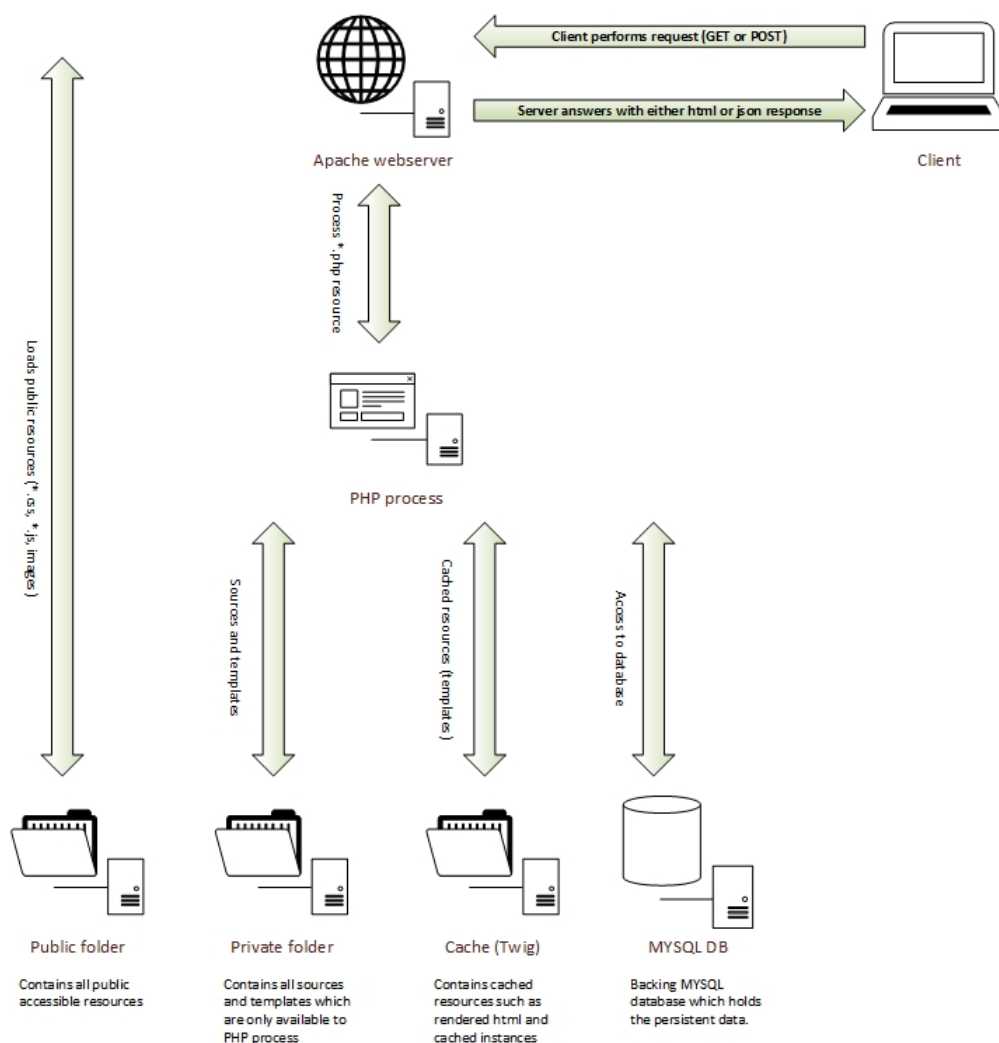 Client performs request (GET or POST)
Server answers with either html or json response
Apache webserver
Client
Process *.php resource
Loads public resources (*.css, *.js, images)
PHP process
Sources and templates
Cached resources (templates)
Access to database
Public folder
Contains all public
accessible resources
Private folder
Contains all sources
and templates which
are only available to
PHP process
Cache (Twig)
Contains cached
resources such as
rendered html and
cached instances
MYSQL DB
Backing MYSQL
database which holds
the persistent data.